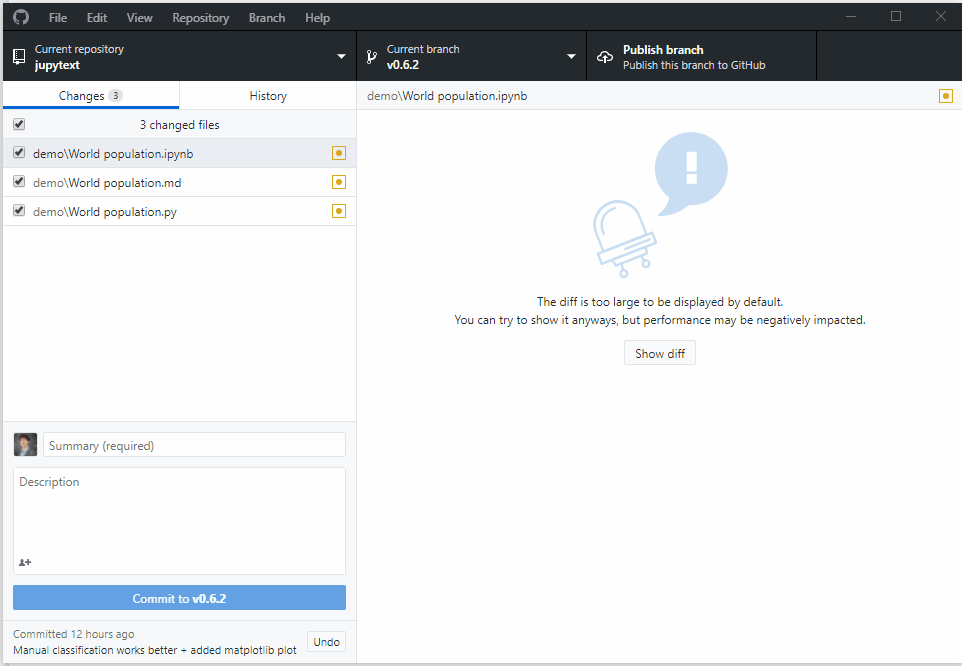 File Edit View Repository Branch Help
Current repository
jupytext
Current branch
v0.6.2
Publish branch
Publish this branch to GitHub
Changes 3
History
3 changed files
demo\World population.ipynb
demo\World population.md
demo\World population.py
demo\World population.ipynb
The diff is too large to be displayed by default.
You can try to show it anyways, but performance may be negatively impacted.
Show diff
Summary (required)
Description
Commit to v0.6.2
Committed 12 hours ago
Manual classification works better + added matplotlib plot
Undo